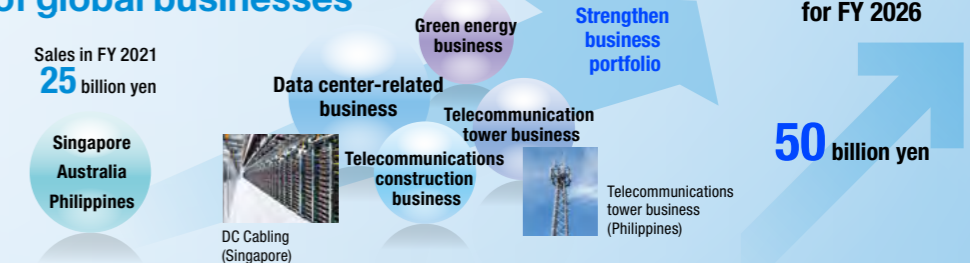 of global businesses
Sales in FY 2021
25 billion yen
Singapore
Australia
Philippines
Green energy
business
Data center-related
business
Telecommunication
tower business
Telecommunications
construction
business
DC Cabling
(Singapore)
Telecommunications
tower business
(Philippines)
Strengthen
business
portfolio
for FY 2026
50 billion yen